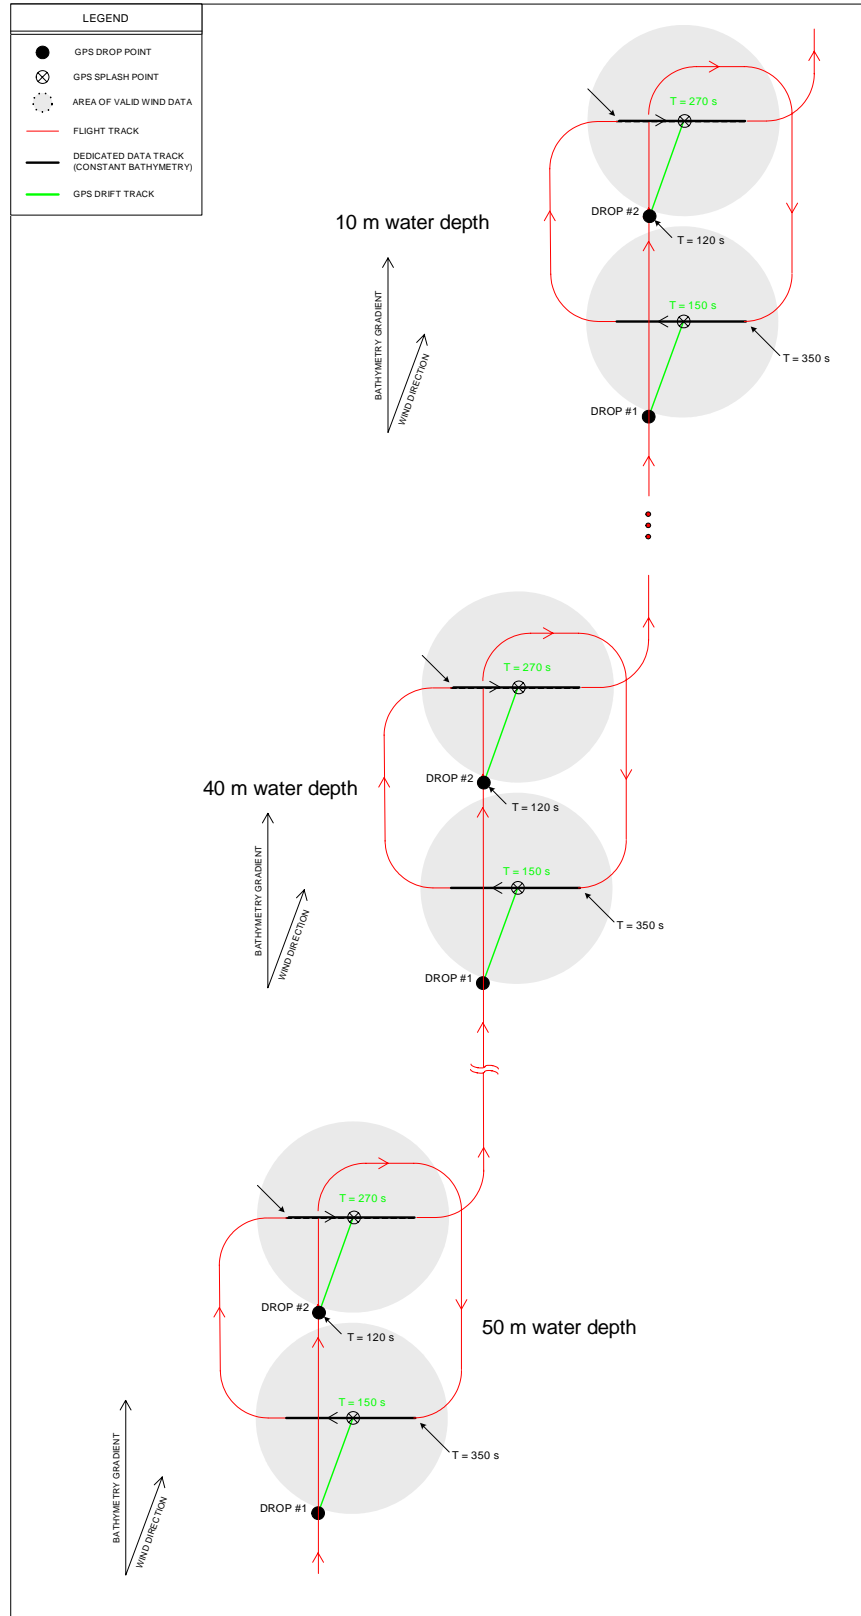 LEGEND
GPS DROP POINT
GPS SPLASH POINT
AREA OF VALID WIND DATA
FLIGHT TRACK
DEDICATED DATA TRACK
(CONSTANT BATHYMETRY)
GPS DRIFT TRACK
T = 270 s
DROP #2
T = 120 s
10 m water depth
T = 150 s
T = 350 s
DROP #1
BATHYMETRY GRADIENT
WIND DIRECTION
T = 270 s
DROP #2
T = 120 s
40 m water depth
T = 150 s
T = 350 s
DROP #1
BATHYMETRY GRADIENT
WIND DIRECTION
T = 270 s
DROP #2
T = 120 s
50 m water depth
T = 150 s
T = 350 s
DROP #1
BATHYMETRY GRADIENT
WIND DIRECTION